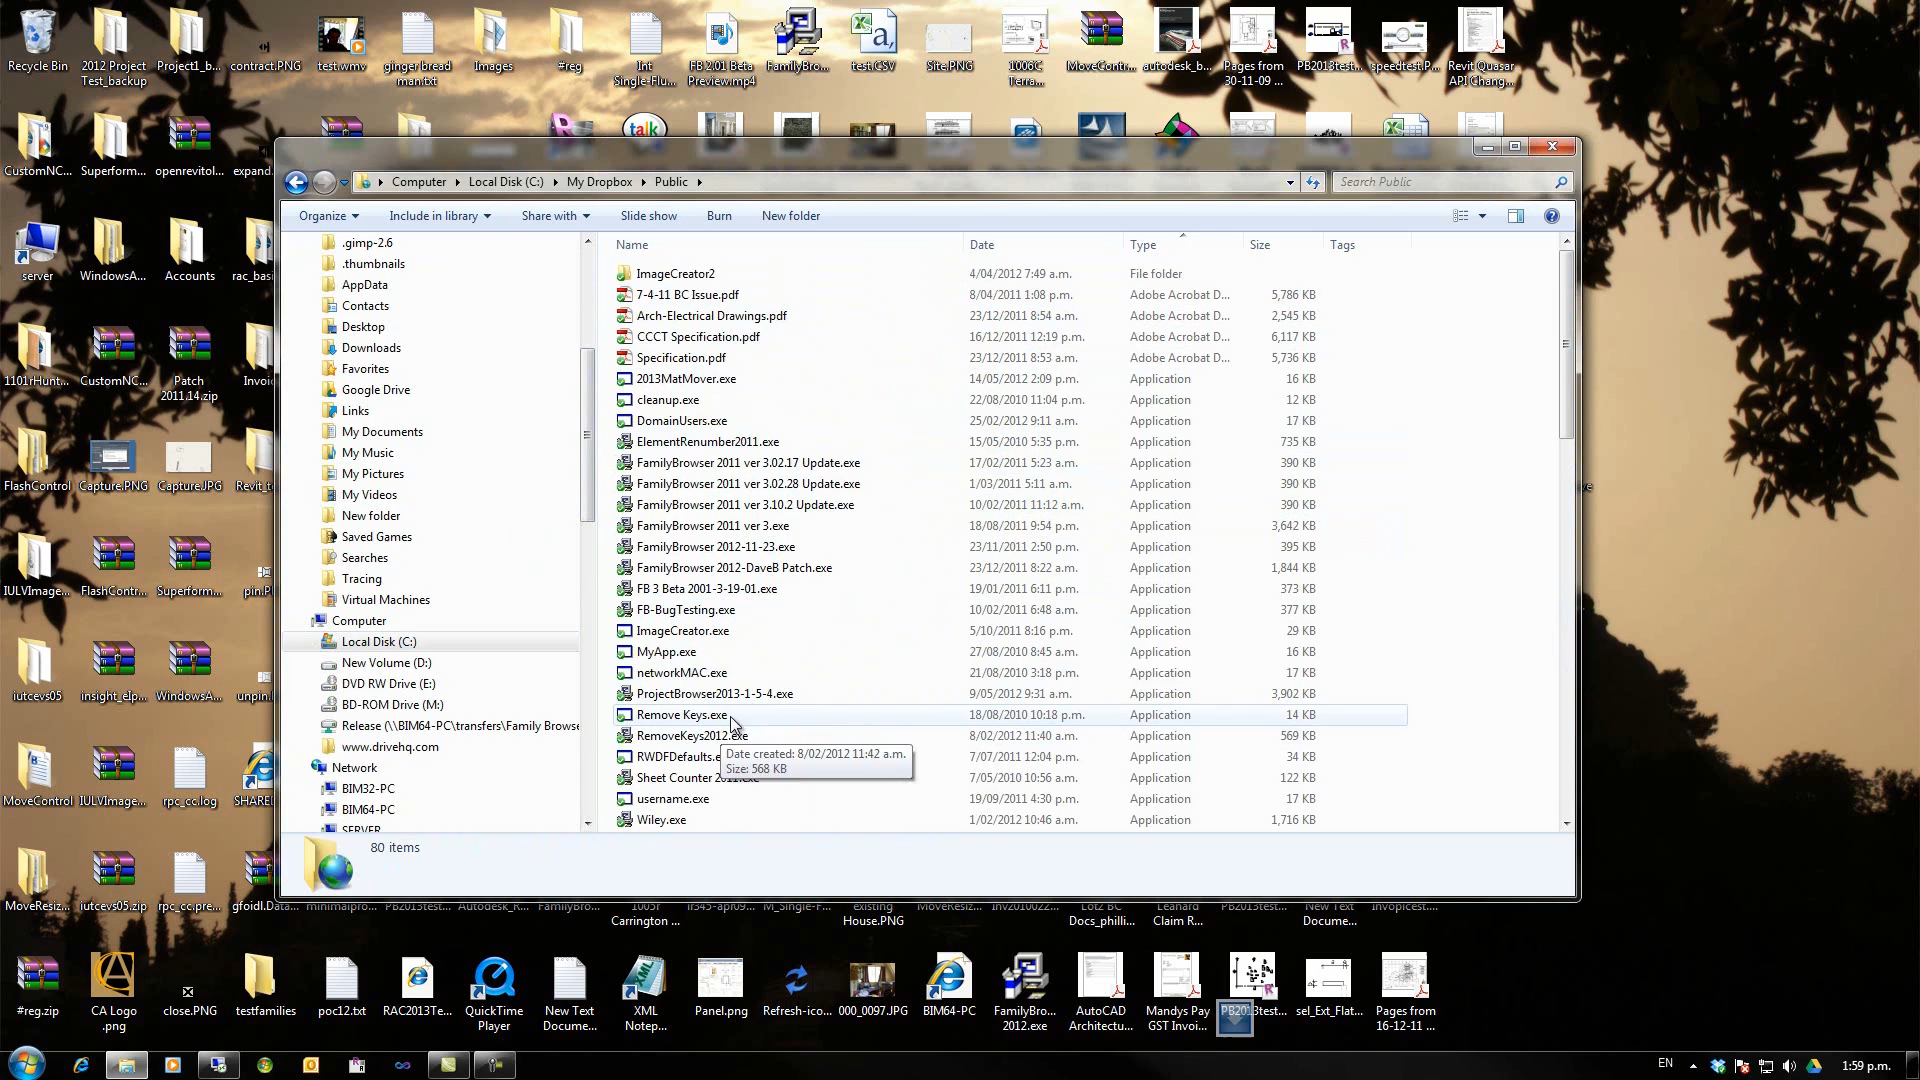 Recycle Bin
2012 Project
Test_backup
Project1_b...
contract.PNG
test.wmv
ginger bread
man.txt
Images
#reg
Int
Single-Flu...
FB 2.01 Beta
Preview.mp4
FamilyBro...
test.CSV
Site.PNG
1006C
Terra...
MoveContr...
autodesk_b...
Pages from
30-11-09 ...
PB2013test...
speedtest.P...
Revit Quasar
API Chang...
talk
CustomNC...
Superform...
openrevitol...
expand.
Computer
Local Disk (C:)
My Dropbox
Public
Search Public
Organize
Include in library
Share with
Slide show
Burn
New folder
server
WindowsA...
Accounts
rac_basi
1101rHunt...
CustomNC...
Patch
2011.14.zip
Invoi
FlashControl
Capture.PNG
Capture.JPG
Revit_te
IULVImage...
FlashContr...
Superform...
pin.P
iutcevs05
insight_elp...
WindowsA...
unpin.
MoveControl
IULVImage...
rpc_cc.log
SHARE
MoveResiz...
iutcevs05.zip
rpc_cc.pre...
gfoidl.Data...
.gimp-2.6
.thumbnails
AppData
Contacts
Desktop
Downloads
Favorites
Google Drive
Links
My Documents
My Music
My Pictures
My Videos
New folder
Saved Games
Searches
Tracing
Virtual Machines
Computer
Local Disk (C:)
New Volume (D:)
DVD RW Drive (E:)
BD-ROM Drive (M:)
Release (\\BIM64-PC\transfers\Family Browse
www.drivehq.com
Network
BIM32-PC
BIM64-PC
SERVER
Name Date Type Size Tags
ImageCreator2 4/04/2012 7:49 a.m. File folder
7-4-11 BC Issue.pdf 8/04/2011 1:08 p.m. Adobe Acrobat D... 5,786 KB
Arch-Electrical Drawings.pdf 23/12/2011 8:54 a.m. Adobe Acrobat D... 2,545 KB
CCCT Specification.pdf 16/12/2011 12:19 p.m. Adobe Acrobat D... 6,117 KB
Specification.pdf 23/12/2011 8:53 a.m. Adobe Acrobat D... 5,736 KB
2013MatMover.exe 14/05/2012 2:09 p.m. Application 16 KB
cleanup.exe 22/08/2010 11:04 p.m. Application 12 KB
DomainUsers.exe 25/02/2012 9:11 a.m. Application 17 KB
ElementRenumber2011.exe 15/05/2010 5:35 p.m. Application 735 KB
FamilyBrowser 2011 ver 3.02.17 Update.exe 17/02/2011 5:23 a.m. Application 390 KB
FamilyBrowser 2011 ver 3.02.28 Update.exe 1/03/2011 5:11 a.m. Application 390 KB
FamilyBrowser 2011 ver 3.10.2 Update.exe 10/02/2011 11:12 a.m. Application 390 KB
FamilyBrowser 2011 ver 3.exe 18/08/2011 9:54 p.m. Application 3,642 KB
FamilyBrowser 2012-11-23.exe 23/11/2011 2:50 p.m. Application 395 KB
FamilyBrowser 2012-DaveB Patch.exe 23/12/2011 8:22 a.m. Application 1,844 KB
FB 3 Beta 2001-3-19-01.exe 19/01/2011 6:11 p.m. Application 373 KB
FB-BugTesting.exe 10/02/2011 6:48 a.m. Application 377 KB
ImageCreator.exe 5/10/2011 8:16 p.m. Application 29 KB
MyApp.exe 27/08/2010 8:45 a.m. Application 16 KB
networkMAC.exe 21/08/2010 3:18 p.m. Application 17 KB
ProjectBrowser2013-1-5-4.exe 9/05/2012 9:31 a.m. Application 3,902 KB
Remove Keys.exe 18/08/2010 10:18 p.m. Application 14 KB
RemoveKeys2012.exe 8/02/2012 11:40 a.m. Application 569 KB
RWDFDefaults.e 7/07/2011 12:04 p.m. Application 34 KB
Sheet Counter 2011.exe 7/05/2010 10:56 a.m. Application 122 KB
username.exe 19/09/2011 4:30 p.m. Application 17 KB
Wiley.exe 1/02/2012 10:46 a.m. Application 1,716 KB
Date created: 8/02/2012 11:42 a.m.
Size: 568 KB
80 items
minimalpro...
PB2013test...
Autodesk_R...
FamilyBro...
1005r
Carrington ...
M_Single-F...
existing
House.PNG
MoveResiz...
Inv2010022...
Lot2 BC
Docs_philli...
Leanard
Claim R...
PB2013test...
New Text
Docume...
Invopicest....
#reg.zip
CA Logo
.png
close.PNG
testfamilies
poc12.txt
RAC2013Te...
QuickTime
Player
New Text
Docume...
XML
Notep...
Panel.png
Refresh-ico...
000_0097.JPG
BIM64-PC
FamilyBro...
2012.exe
AutoCAD
Architectu...
Mandys Pay
GST Invoi...
PB2013test...
sel_Ext_Flat...
Pages from
16-12-11 ...
EN
1:59 p.m.